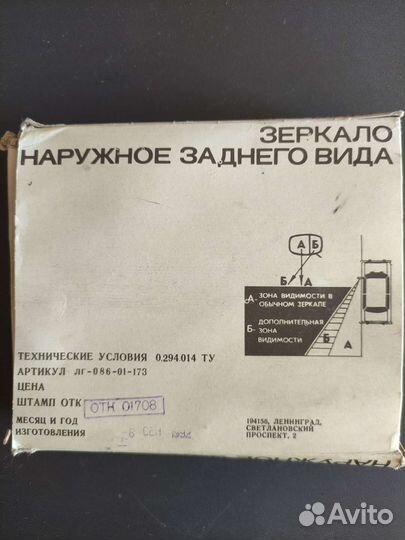 ЗЕРКАЛО
НАРУЖНОЕ ЗАДНЕГО ВИДА
А Б
Б А
А- ЗОНА ВИДИМОСТИ В
ОБЫЧНОМ ЗЕРКАЛЕ
Б- ДОПОЛНИТЕЛЬНАЯ
ЗОНА
ВИДИМОСТИ
Б А
ТЕХНИЧЕСКИЕ УСЛОВИЯ 0.294.014 ТУ
АРТИКУЛ ЛГ-086-01-173
ЦЕНА
ШТАМП ОТК ОТК 01708
МЕСЯЦ И ГОД
ИЗГОТОВЛЕНИЯ
194156, ЛЕНИНГРАД,
СВЕТЛАНОВСКИЙ
ПРОСПЕКТ, 2
НАРУЖНОЕ
Avito